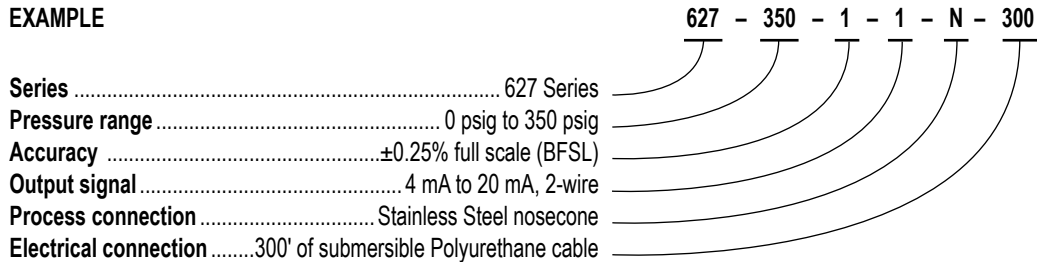 EXAMPLE 627 – 350 – 1 – 1 – N – 300
Series ........ 627 Series
Pressure range ........ 0 psig to 350 psig
Accuracy ........ ±0.25% full scale (BFSL)
Output signal ........ 4 mA to 20 mA, 2-wire
Process connection ........ Stainless Steel nosecone
Electrical connection ........300' of submersible Polyurethane cable